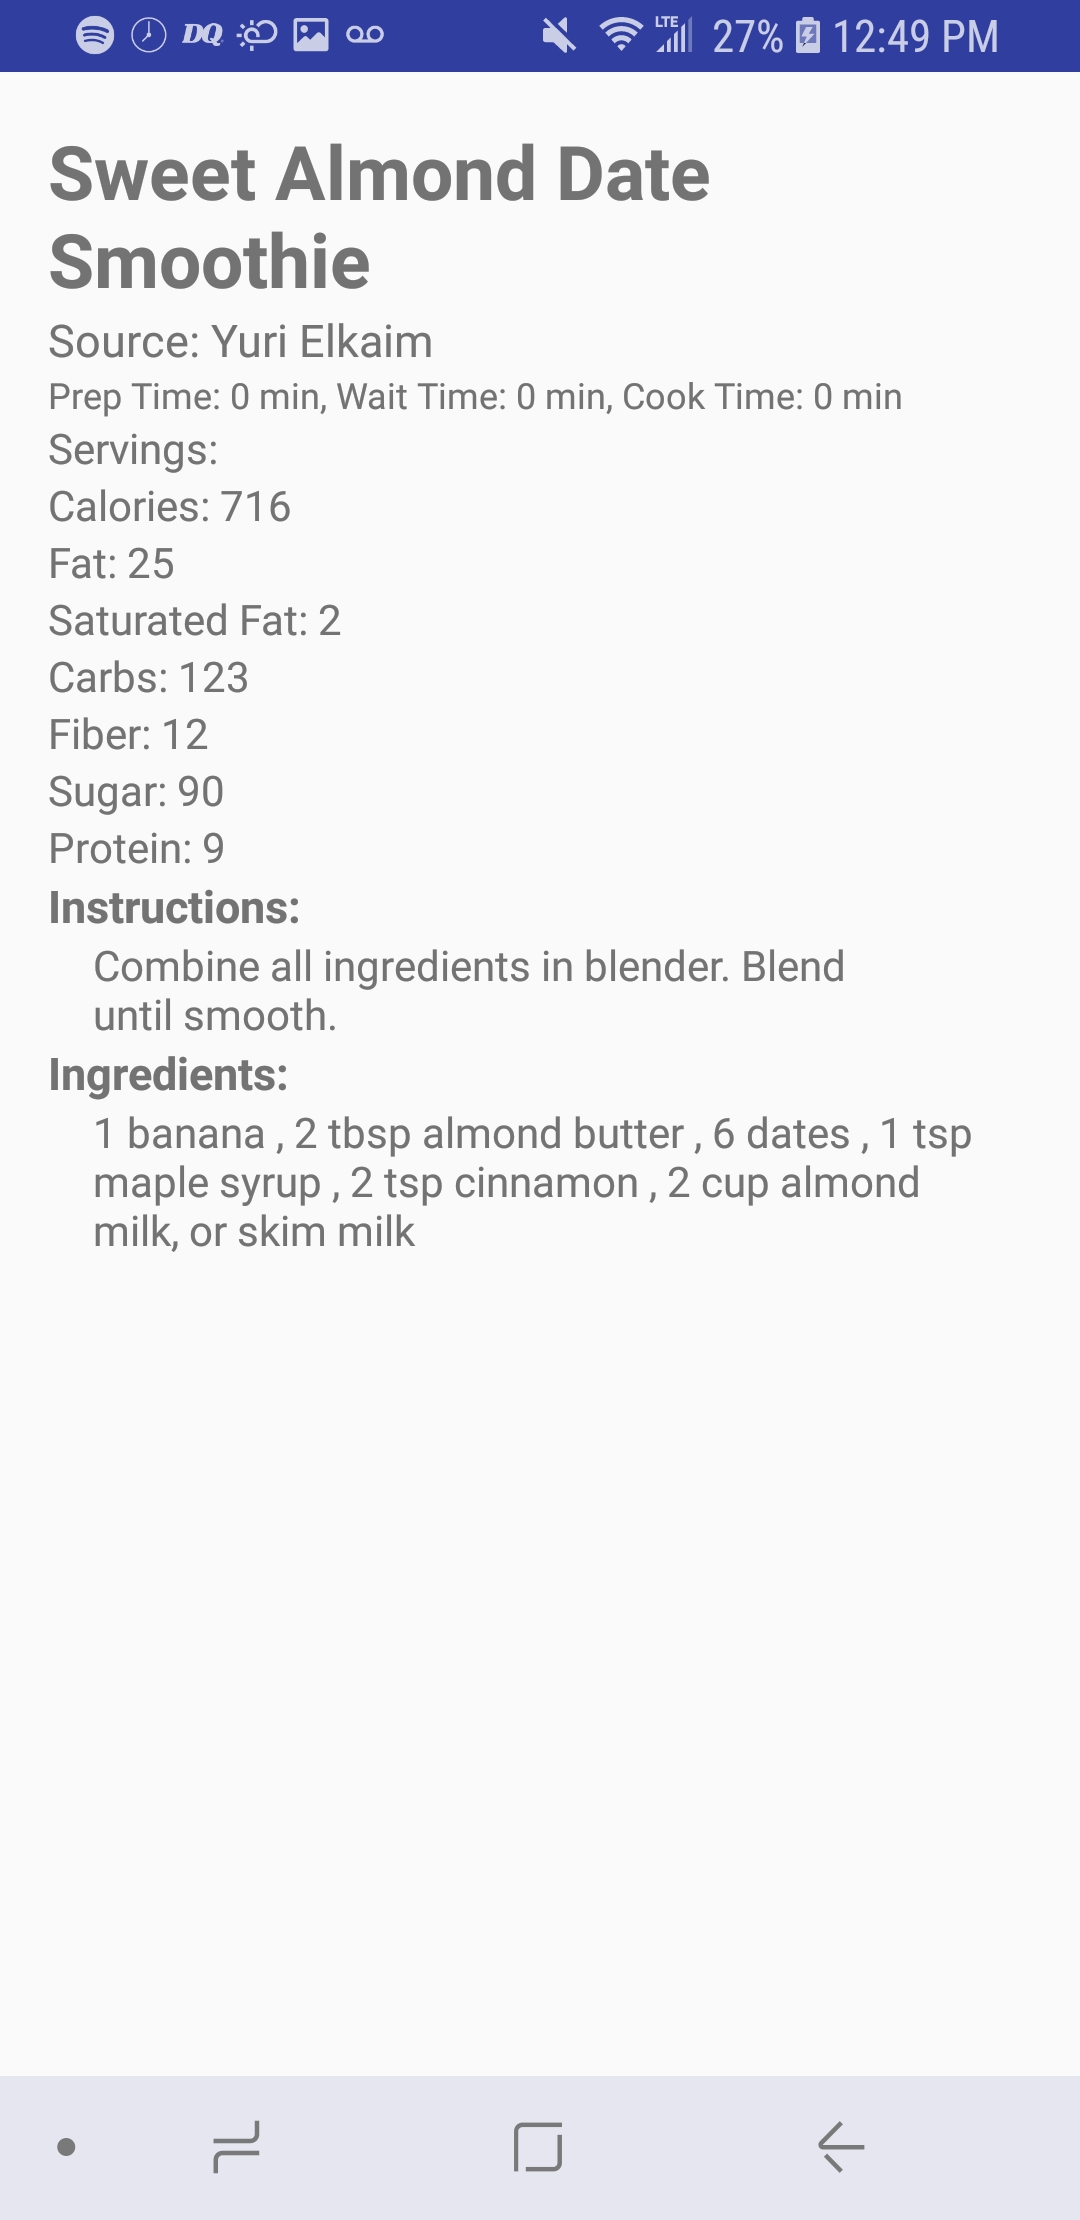 DQ LTE 27% 12:49 PM
Sweet Almond Date
Smoothie
Source: Yuri Elkaim
Prep Time: 0 min, Wait Time: 0 min, Cook Time: 0 min
Servings:
Calories: 716
Fat: 25
Saturated Fat: 2
Carbs: 123
Fiber: 12
Sugar: 90
Protein: 9
Instructions:
Combine all ingredients in blender. Blend
until smooth.
Ingredients:
1 banana , 2 tbsp almond butter , 6 dates , 1 tsp
maple syrup , 2 tsp cinnamon , 2 cup almond
milk, or skim milk